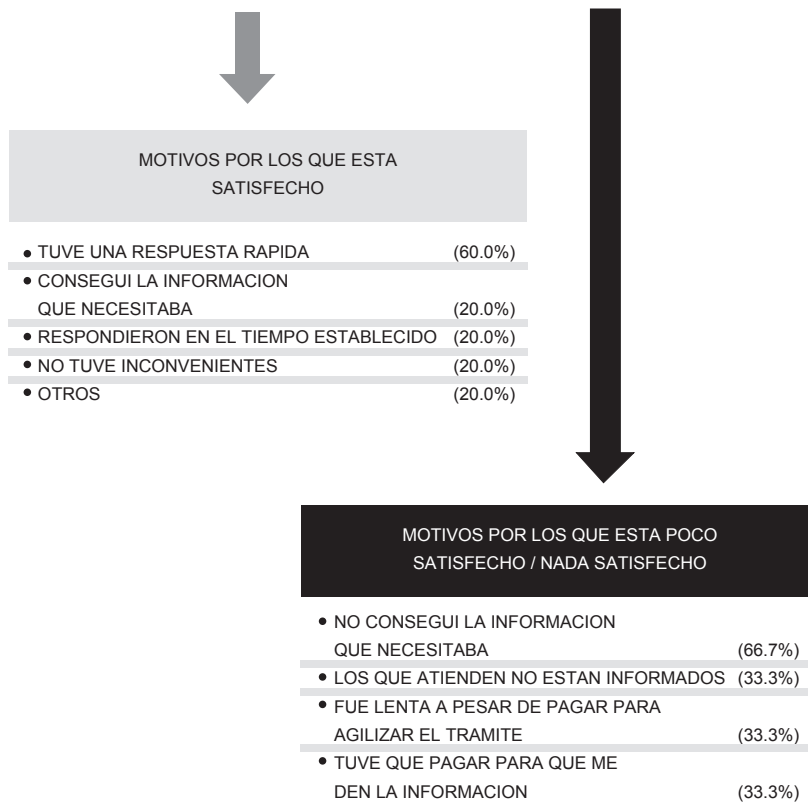 MOTIVOS POR LOS QUE ESTA
SATISFECHO
• TUVE UNA RESPUESTA RAPIDA (60.0%)
• CONSEGUI LA INFORMACION
QUE NECESITABA (20.0%)
• RESPONDIERON EN EL TIEMPO ESTABLECIDO (20.0%)
• NO TUVE INCONVENIENTES (20.0%)
• OTROS (20.0%)
MOTIVOS POR LOS QUE ESTA POCO
SATISFECHO / NADA SATISFECHO
• NO CONSEGUI LA INFORMACION
QUE NECESITABA (66.7%)
• LOS QUE ATIENDEN NO ESTAN INFORMADOS (33.3%)
• FUE LENTA A PESAR DE PAGAR PARA
AGILIZAR EL TRAMITE (33.3%)
• TUVE QUE PAGAR PARA QUE ME
DEN LA INFORMACION (33.3%)